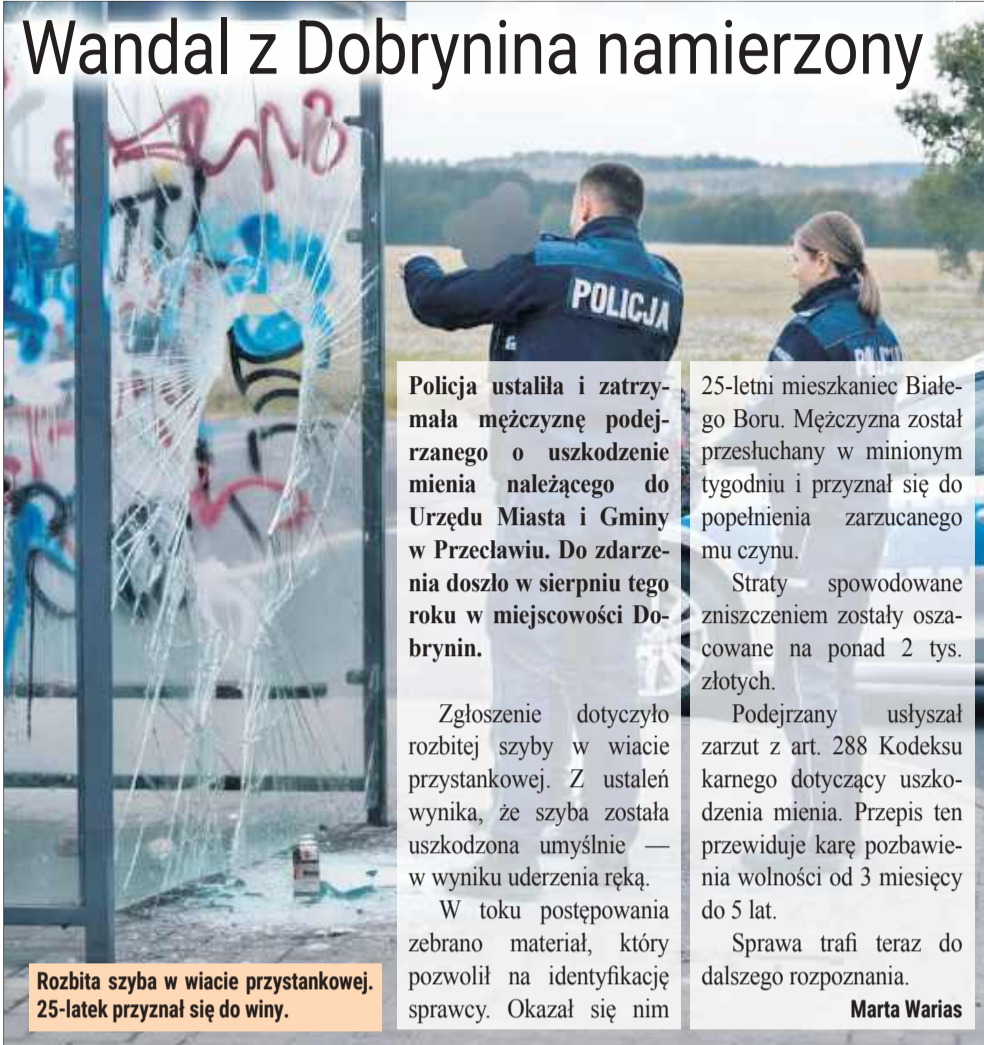 Wandal z Dobrynina namierzony
POLICJA
Policja ustaliła i zatrzy-
mała mężczyznę podej-
rzanego o uszkodzenie
mienia należącego do
Urzędu Miasta i Gminy
w Przecławiu. Do zdarze-
nia doszło w sierpniu tego
roku w miejscowości Do-
brynin.
Zgłoszenie dotyczyło
rozbitej szyby w wiacie
przystankowej. Z ustaleń
wynika, że szyba została
uszkodzona umyślnie —
w wyniku uderzenia ręką.
W toku postępowania
zebrano materiał, który
pozwolił na identyfikację
sprawcy. Okazał się nim
25-letni mieszkaniec Białe-
go Boru. Mężczyzna został
przesłuchany w minionym
tygodniu i przyznał się do
popełnienia zarzucanego
mu czynu.
Straty spowodowane
zniszczeniem zostały osza-
cowane na ponad 2 tys.
złotych.
Podejrzany usłyszał
zarzut z art. 288 Kodeksu
karnego dotyczący uszko-
dzenia mienia. Przepis ten
przewiduje karę pozbawie-
nia wolności od 3 miesięcy
do 5 lat.
Sprawa trafi teraz do
dalszego rozpoznania.
Marta Warias
Rozbita szyba w wiacie przystankowej.
25-latek przyznał się do winy.